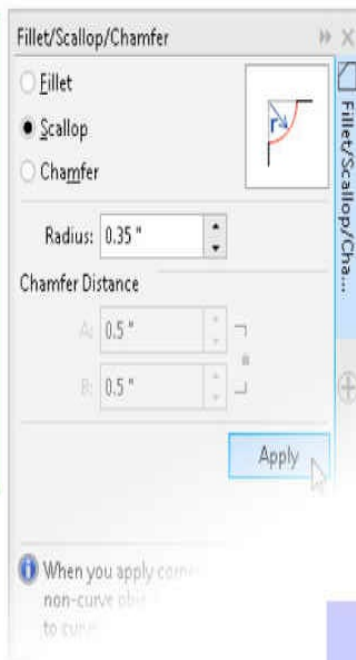 Fillet/Scallop/Chamfer
Fillet
Scallop
Chamfer
r
Radius: 0.35 "
Chamfer Distance
A: 0.5 "
B: 0.5 "
Apply
When you apply
non-curve
to
Fillet/Scallop/Cha...